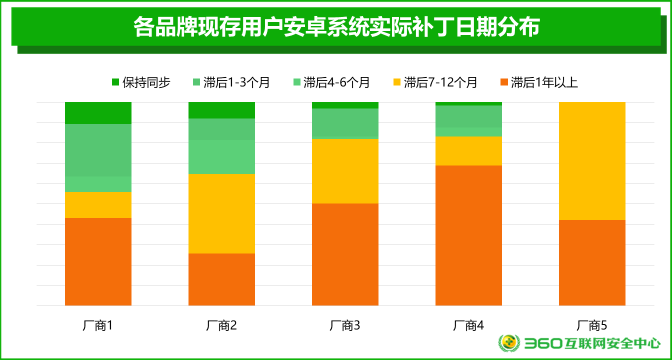 各品牌现存用户安卓系统实际补丁日期分布
保持同步 滞后1-3个月 滞后4-6个月 滞后7-12个月 滞后1年以上
厂商1 厂商2 厂商3 厂商4 厂商5
360互联网安全中心